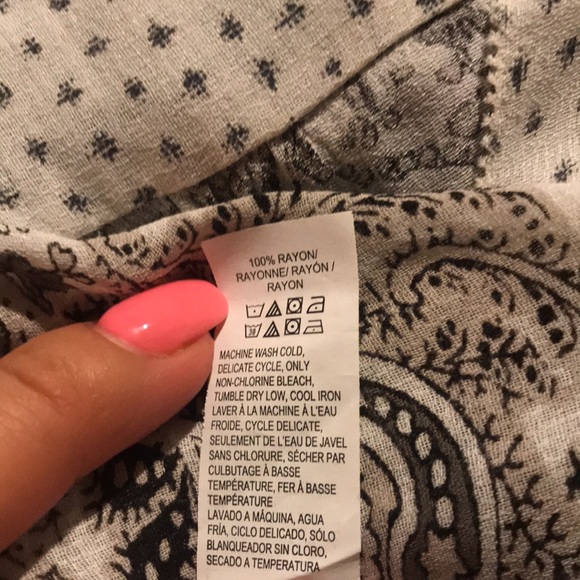 100% RAYON/
RAYONNE/ RAYÓN /
RAYON
MACHINE WASH COLD,
DELICATE CYCLE, ONLY
NON-CHLORINE BLEACH,
TUMBLE DRY LOW, COOL IRON
LAVER À LA MACHINE À L'EAU
FROIDE, CYCLE DELICATE,
SEULEMENT DE L'EAU DE JAVEL
SANS CHLORURE, SÉCHER PAR
CULBUTAGE À BASSE
TEMPÉRATURE, FER À BASSE
TEMPÉRATURE
LAVADO A MÁQUINA, AGUA
FRÍA, CICLO DELICADO, SÓLO
BLANQUEADOR SIN CLORO,
SECADO A TEMPERATURA